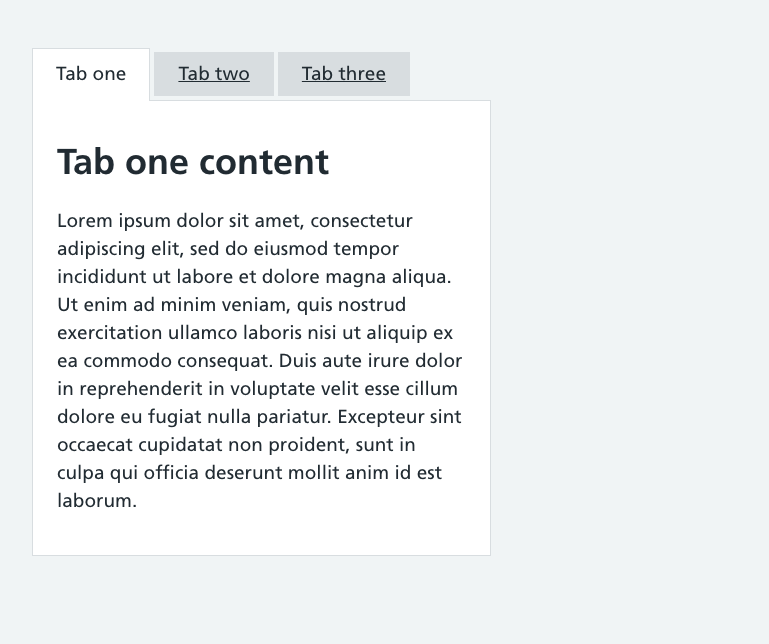 Tab one
Tab two
Tab three
Tab one content
Lorem ipsum dolor sit amet, consectetur
adipiscing elit, sed do eiusmod tempor
incididunt ut labore et dolore magna aliqua.
Ut enim ad minim veniam, quis nostrud
exercitation ullamco laboris nisi ut aliquip ex
ea commodo consequat. Duis aute irure dolor
in reprehenderit in voluptate velit esse cillum
dolore eu fugiat nulla pariatur. Excepteur sint
occaecat cupidatat non proident, sunt in
culpa qui officia deserunt mollit anim id est
laborum.